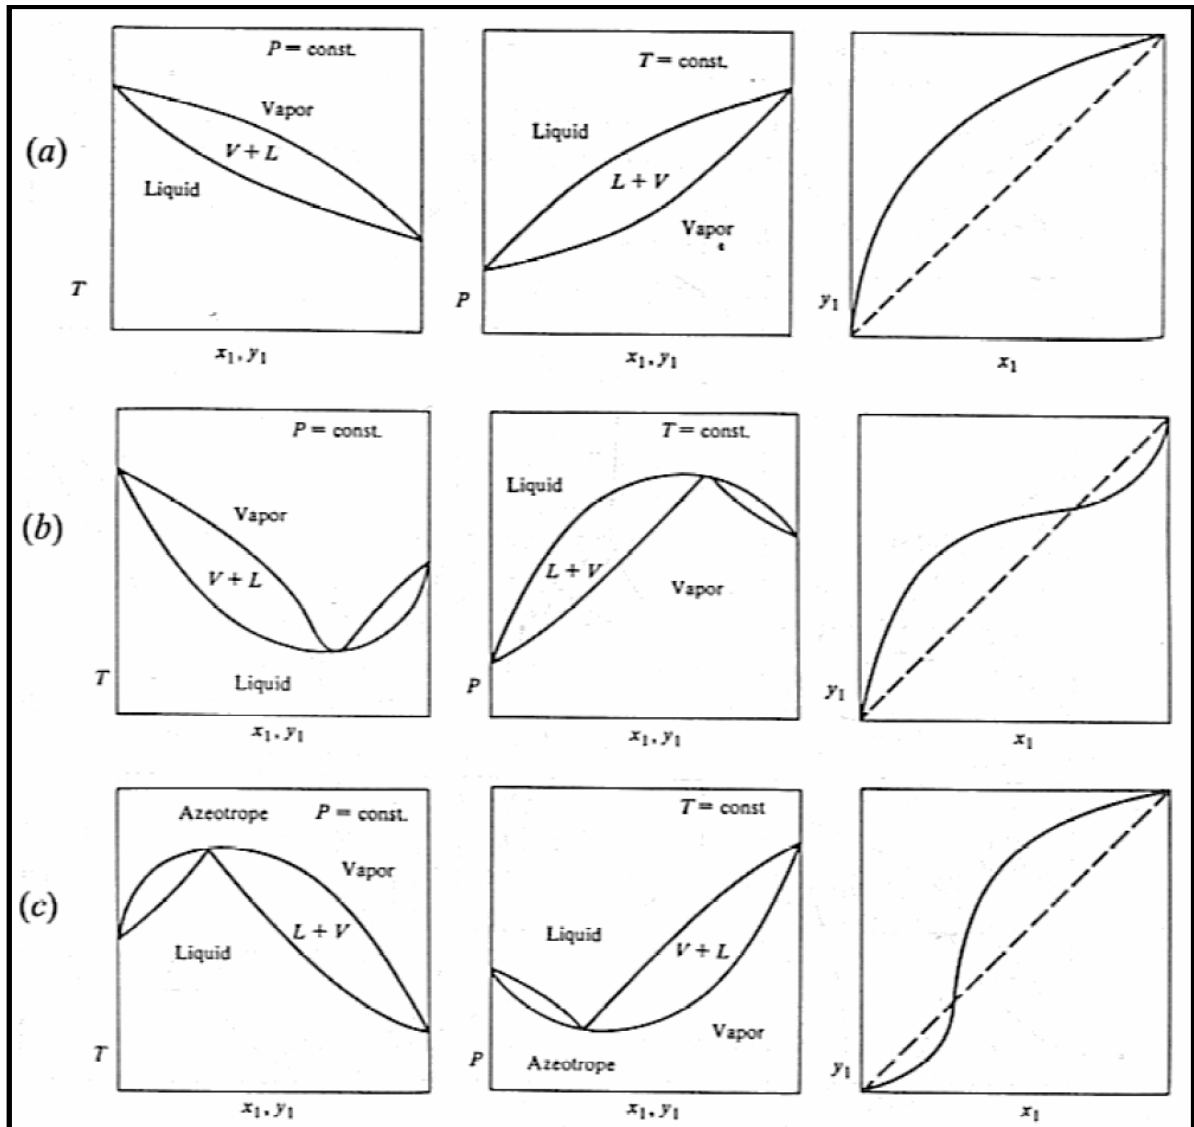 P = const.
Vapor
V + L
Liquid
T
x₁, y₁
T = const.
Liquid
L + V
Vapor
P
x₁, y₁
y₁
x₁
(a)
P = const.
Vapor
V + L
Liquid
T
x₁, y₁
T = const.
Liquid
L + V
Vapor
P
x₁, y₁
y₁
x₁
(b)
Azeotrope P = const.
Vapor
L + V
Liquid
T
x₁, y₁
T = const
Liquid
V + L
Vapor
Azeotrope
P
x₁, y₁
y₁
x₁
(c)